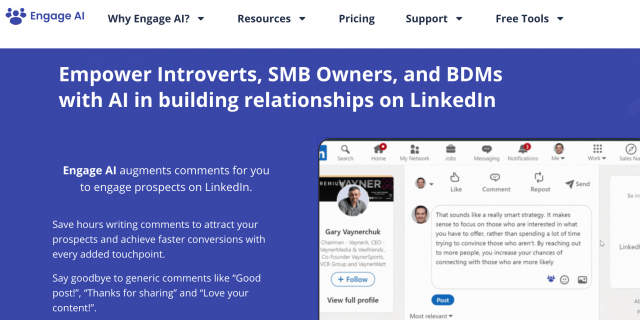 Engage AI
Why Engage AI?
Resources
Pricing
Support
Free Tools
Empower Introverts, SMB Owners, and BDMs
with AI in building relationships on LinkedIn
Engage AI augments comments for you
to engage prospects on LinkedIn.
Save hours writing comments to attract your
prospects and achieve faster conversions with
every added touchpoint.
Say goodbye to generic comments like “Good
post!”, “Thanks for sharing” and “Love your
content!”.
in
Search
Home
My Network
Jobs
Messaging
Notifications
Me
Work
Sales Na
VAYNER
Gary Vaynerchuk
Chairman - VaynerX, CEO -
VaynerMedia & Veefriends,
Co-Founder VaynerSports,
VCR Group and VaynerWatt
+ Follow
View full profile
Like
Comment
Repost
Send
That sounds like a really smart strategy. It makes
sense to focus on those who are interested in what
you have to offer, rather than spending a lot of time
trying to convince those who aren't. By reaching out
to more people, you increase your chances of
connecting with those who are more likely
Post
Most relevant
Be mo
LinkedI